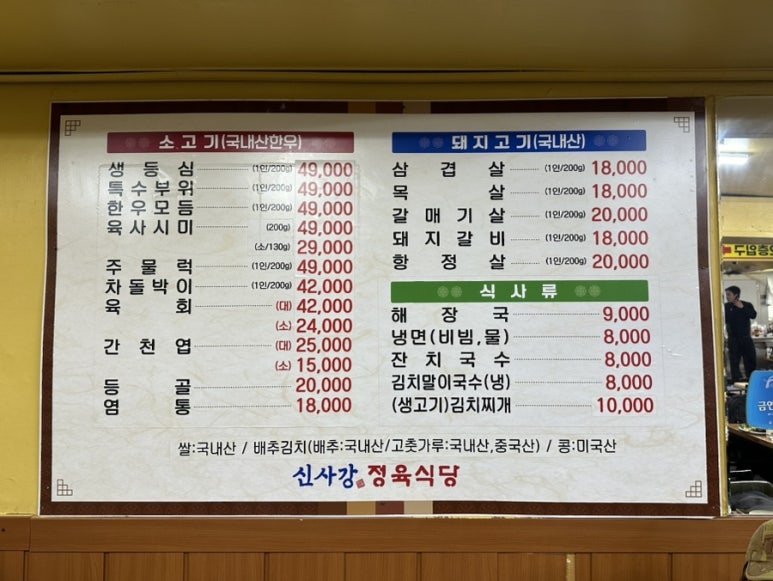 소고기(국내산한우)
생등심 (1인/200g) 49,000
특수부위 (1인/200g) 49,000
한우모듬 (1인/200g) 49,000
육사시미 (200g) 49,000
(소/130g) 29,000
주물럭 (1인/200g) 49,000
차돌박이 (1인/200g) 42,000
육회 (대) 42,000
(소) 24,000
간천엽 (대) 25,000
(소) 15,000
등골 20,000
염통 18,000
돼지고기(국내산)
삼겹살 (1인/200g) 18,000
목살 (1인/200g) 18,000
갈매기살 (1인/200g) 20,000
돼지갈비 (1인/200g) 18,000
항정살 (1인/200g) 20,000
식사류
해장국 9,000
냉면(비빔,물) 8,000
잔치국수 8,000
김치말이국수(냉) 8,000
(생고기)김치찌개 10,000
쌀:국내산 / 배추김치(배추:국내산/고춧가루:국내산,중국산) / 콩:미국산
신사강 정육식당